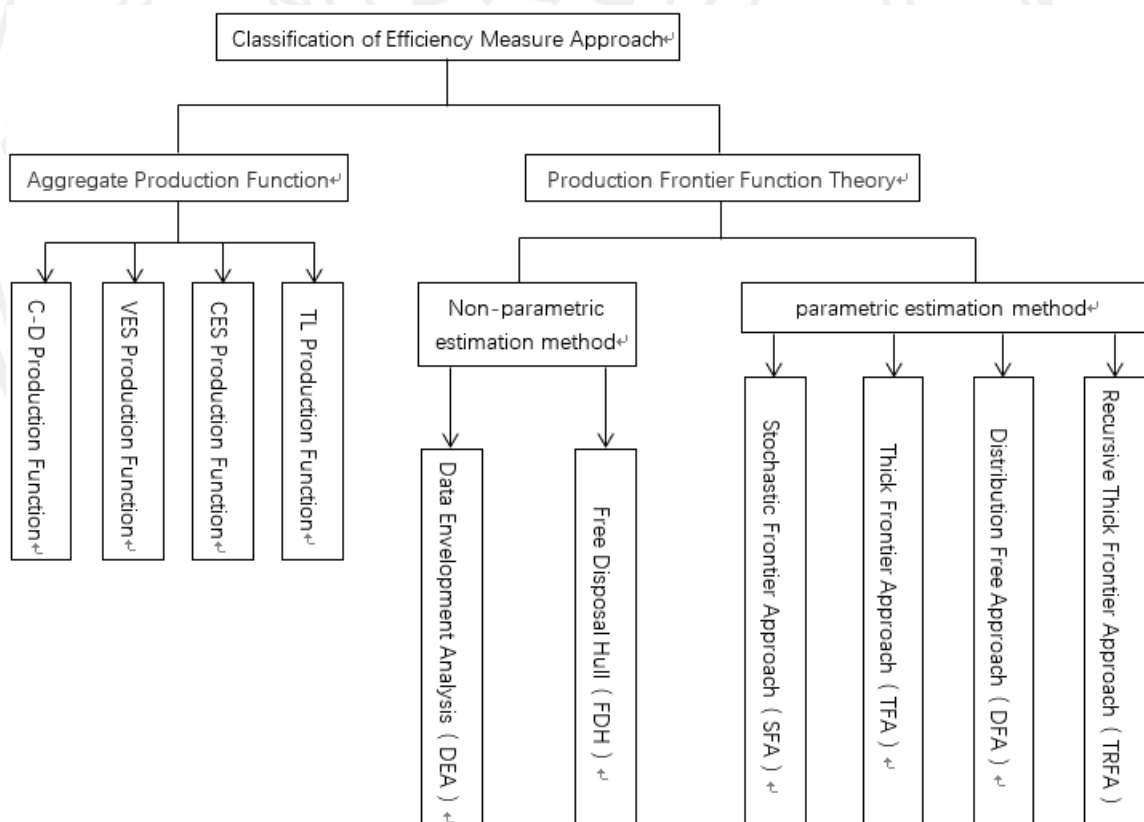 Classification of Efficiency Measure Approach↵
Aggregate Production Function↵
Production Frontier Function Theory↵
C-D Production Function↵
VES Production Function↵
CES Production Function↵
TL Production Function↵
Non-parametric
estimation method↵
parametric estimation method↵
Data Envelopment Analysis ( DEA ) ↵
Free Disposal Hull ( FDH ) ↵
Stochastic Frontier Approach ( SFA ) ↵
Thick Frontier Approach ( TFA ) ↵
Distribution Free Approach ( DFA ) ↵
Recursive Thick Frontier Approach ( TRFA )